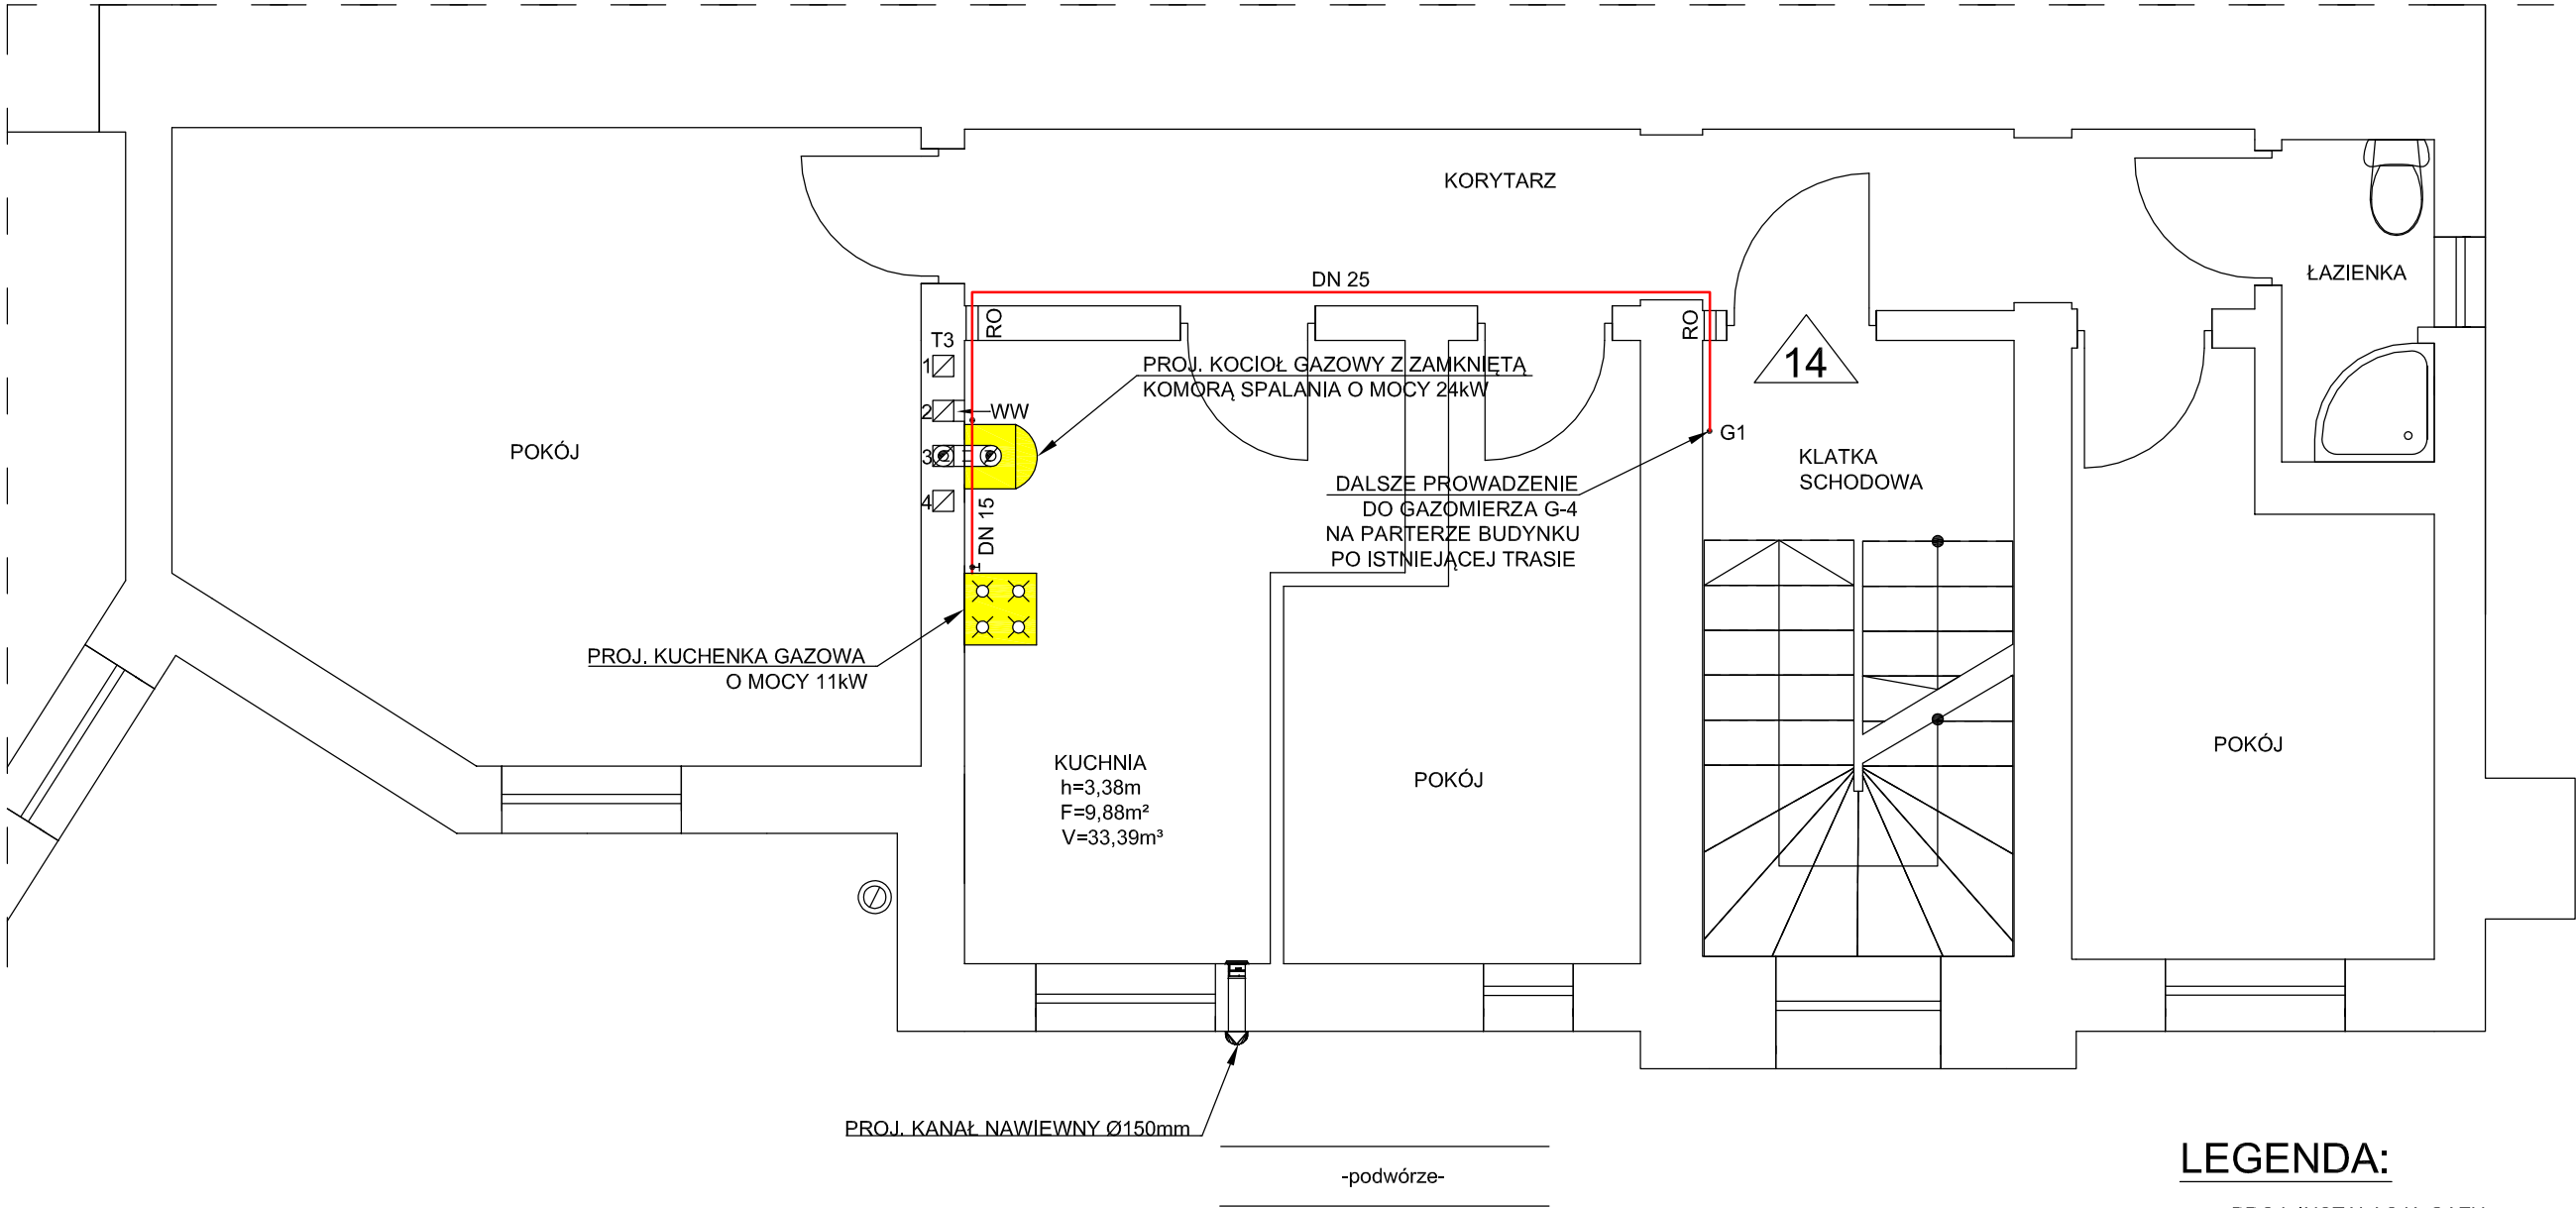 KORYTARZ
DN 25
ŁAZIENKA
RO
RO
T3
1
2
WW
3
4
PROJ. KOCIOŁ GAZOWY Z ZAMKNIĘTĄ
KOMORĄ SPALANIA O MOCY 24kW
14
G1
POKÓJ
KLATKA
SCHODOWA
DALSZE PROWADZENIE
DO GAZOMIERZA G-4
NA PARTERZE BUDYNKU
PO ISTNIEJĄCEJ TRASIE
DN 15
PROJ. KUCHENKA GAZOWA
O MOCY 11kW
KUCHNIA
h=3,38m
F=9,88m²
V=33,39m³
POKÓJ
POKÓJ
PROJ. KANAŁ NAWIEWNY Ø150mm
-podwórze-
LEGENDA: